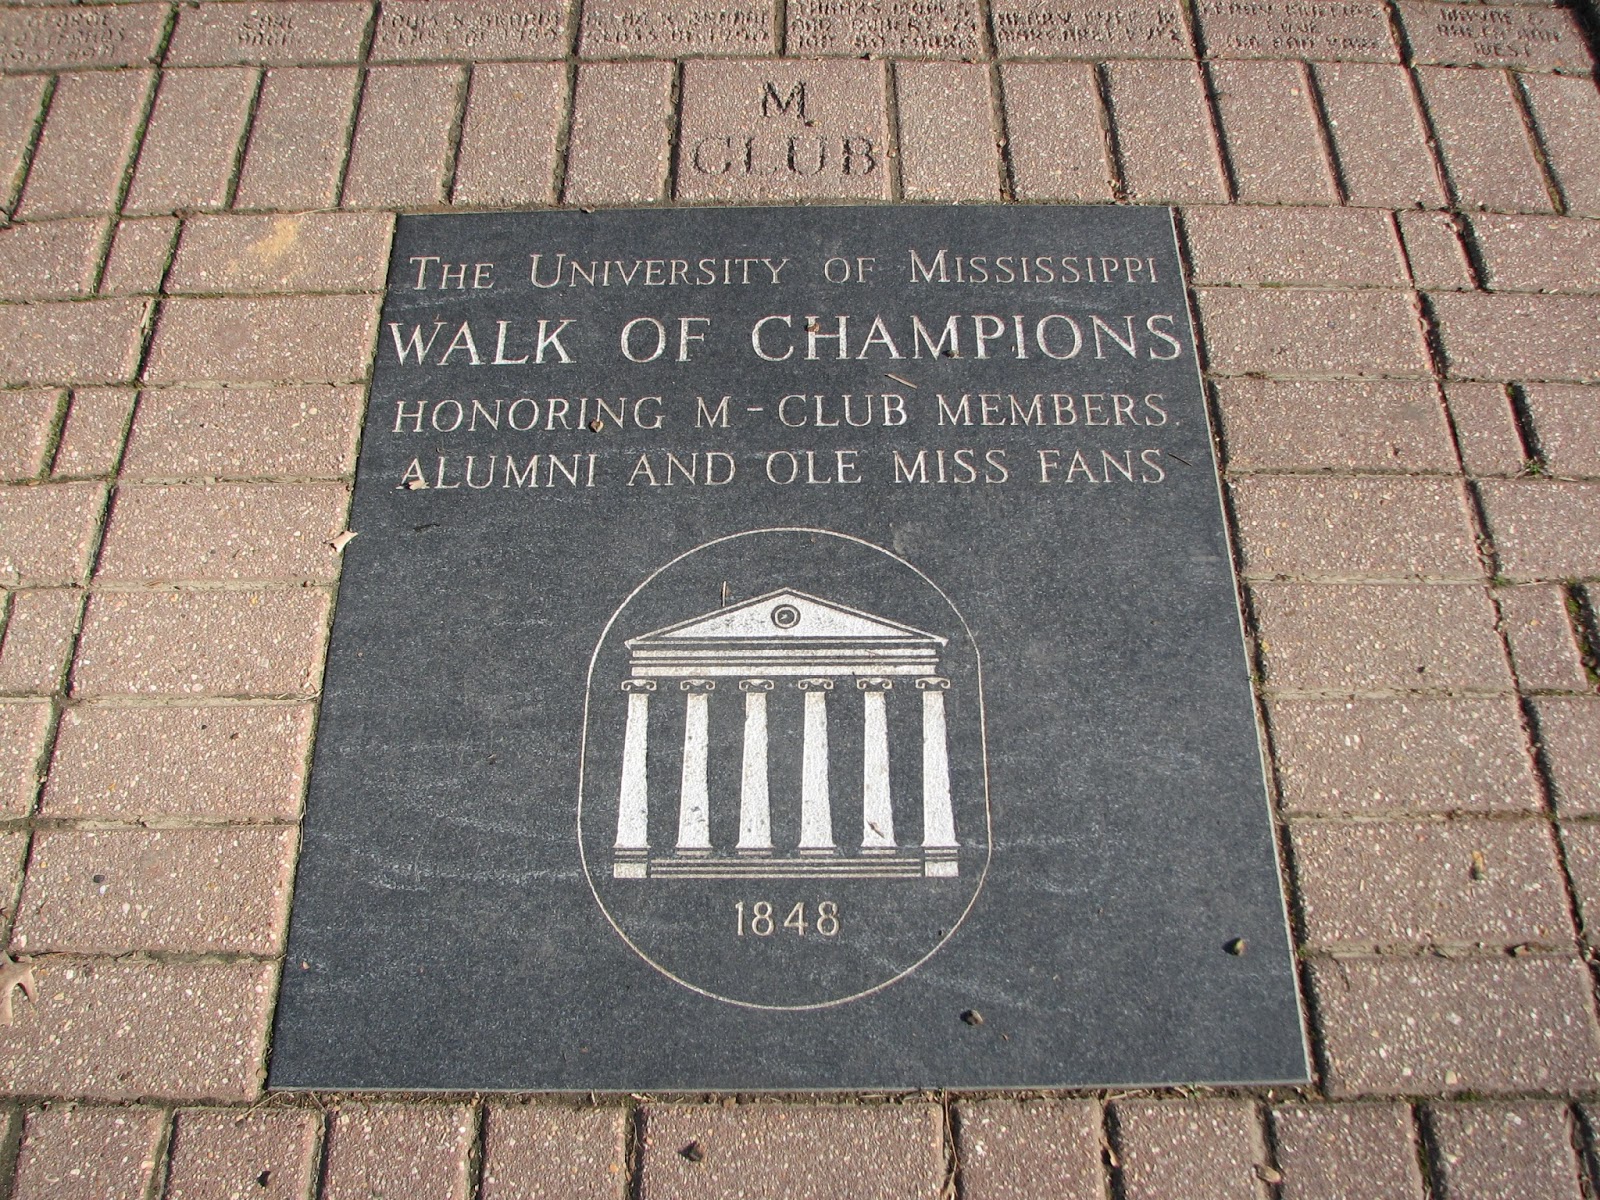 M
CLUB
THE UNIVERSITY OF MISSISSIPPI
WALK OF CHAMPIONS
HONORING M-CLUB MEMBERS.
ALUMNI AND OLE MISS FANS
1848